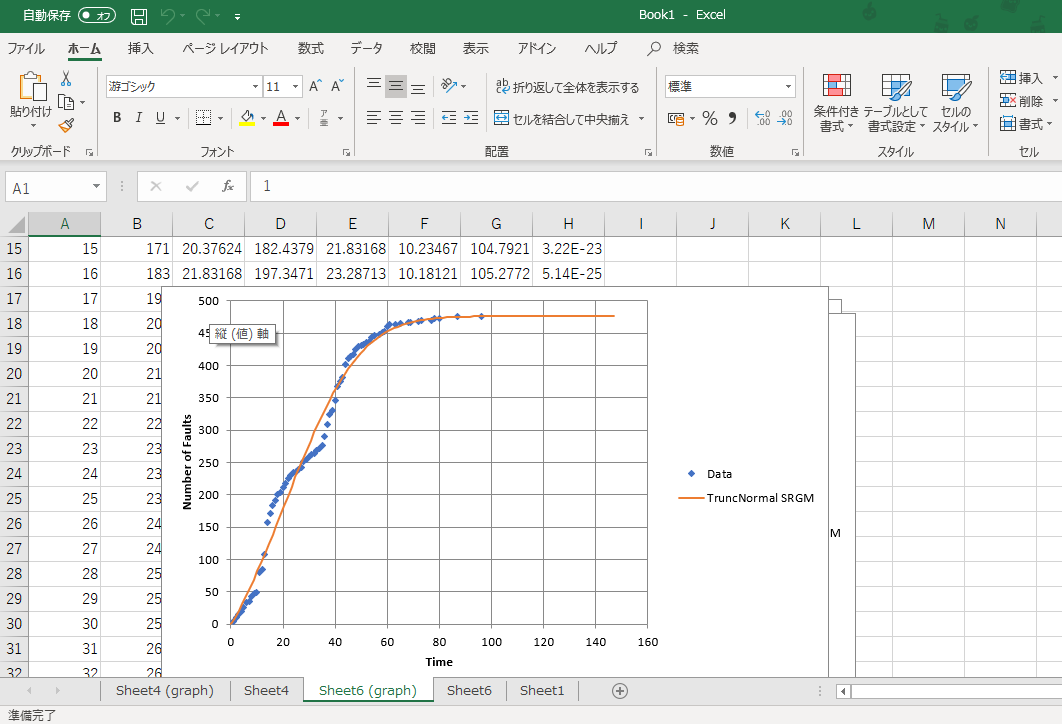 自動保存 オフ Book1 - Excel
ファイル ホーム 挿入 ページ レイアウト 数式 データ 校閲 表示 アドイン ヘルプ 検索
貼り付け
クリップボード
游ゴシック 11 A A
B I U A
フォント
ab 折り返して全体を表示する
セルを結合して中央揃え
配置
標準
% 9
数値
条件付き書式
テーブルとして書式設定
セルのスタイル
スタイル
挿入
削除
書式
セル
A1 fx 1
A B C D E F G H I J K L M N
15 15 171 20.37624 182.4379 21.83168 10.23467 104.7921 3.22E-23
16 16 183 21.83168 197.3471 23.28713 10.18121 105.2772 5.14E-25
17 17 19
18 18 20
19 19 20
20 20 21
21 21 21
22 22 22
23 23 23
24 24 23
25 25 23
26 26 24
27 27 24
28 28 25
29 29 25
30 30 25
31 31 26
32 32 26
500
45
縦 (値) 軸
400
350
300
250
200
150
100
50
0
0 20 40 60 80 100 120 140 160
Number of Faults
Time
Data
TruncNormal SRGM
M
Sheet4 (graph) Sheet4 Sheet6 (graph) Sheet6 Sheet1
準備完了